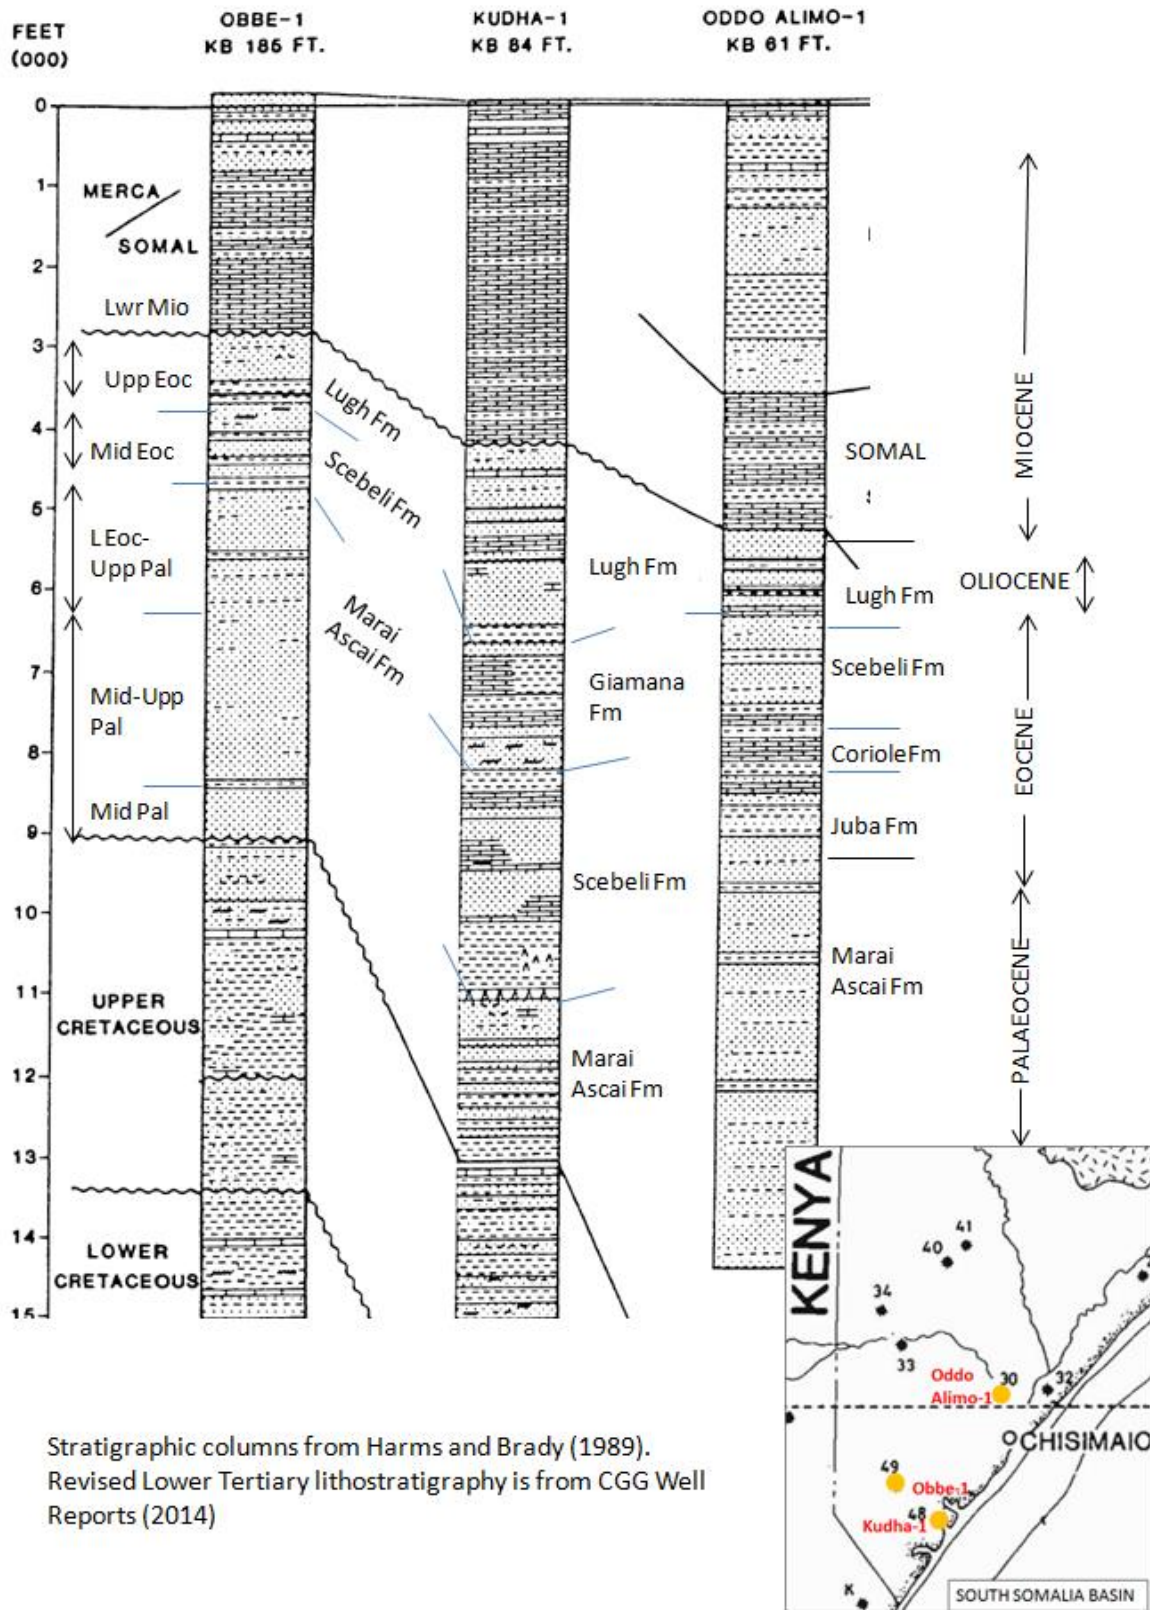 FEET
(000)
OBBE-1
KB 185 FT.
KUDHA-1
KB 84 FT.
ODDO ALIMO-1
KB 61 FT.
0
1
2
3
4
5
6
7
8
9
10
11
12
13
14
15
MERCA
SOMAL
Lwr Mio
Upp Eoc
Mid Eoc
L Eoc-
Upp Pal
Mid-Upp
Pal
Mid Pal
UPPER
CRETACEOUS
LOWER
CRETACEOUS
Lugh Fm
Scebeli Fm
Marai
Ascai Fm
Lugh Fm
Giamana
Fm
Scebeli Fm
Marai
Ascai Fm
SOMAL
Lugh Fm
Scebeli Fm
Coriole Fm
Juba Fm
Marai
Ascai Fm
MIOCENE
OLIOCENE
EOCENE
PALAEOCENE
KENYA
41
40
34
33
Oddo
Alimo-1
30
32
CHISIMAIO
49
Obbe-1
48
Kudha-1
K
SOUTH SOMALIA BASIN
Stratigraphic columns from Harms and Brady (1989).
Revised Lower Tertiary lithostratigraphy is from CGG Well
Reports (2014)